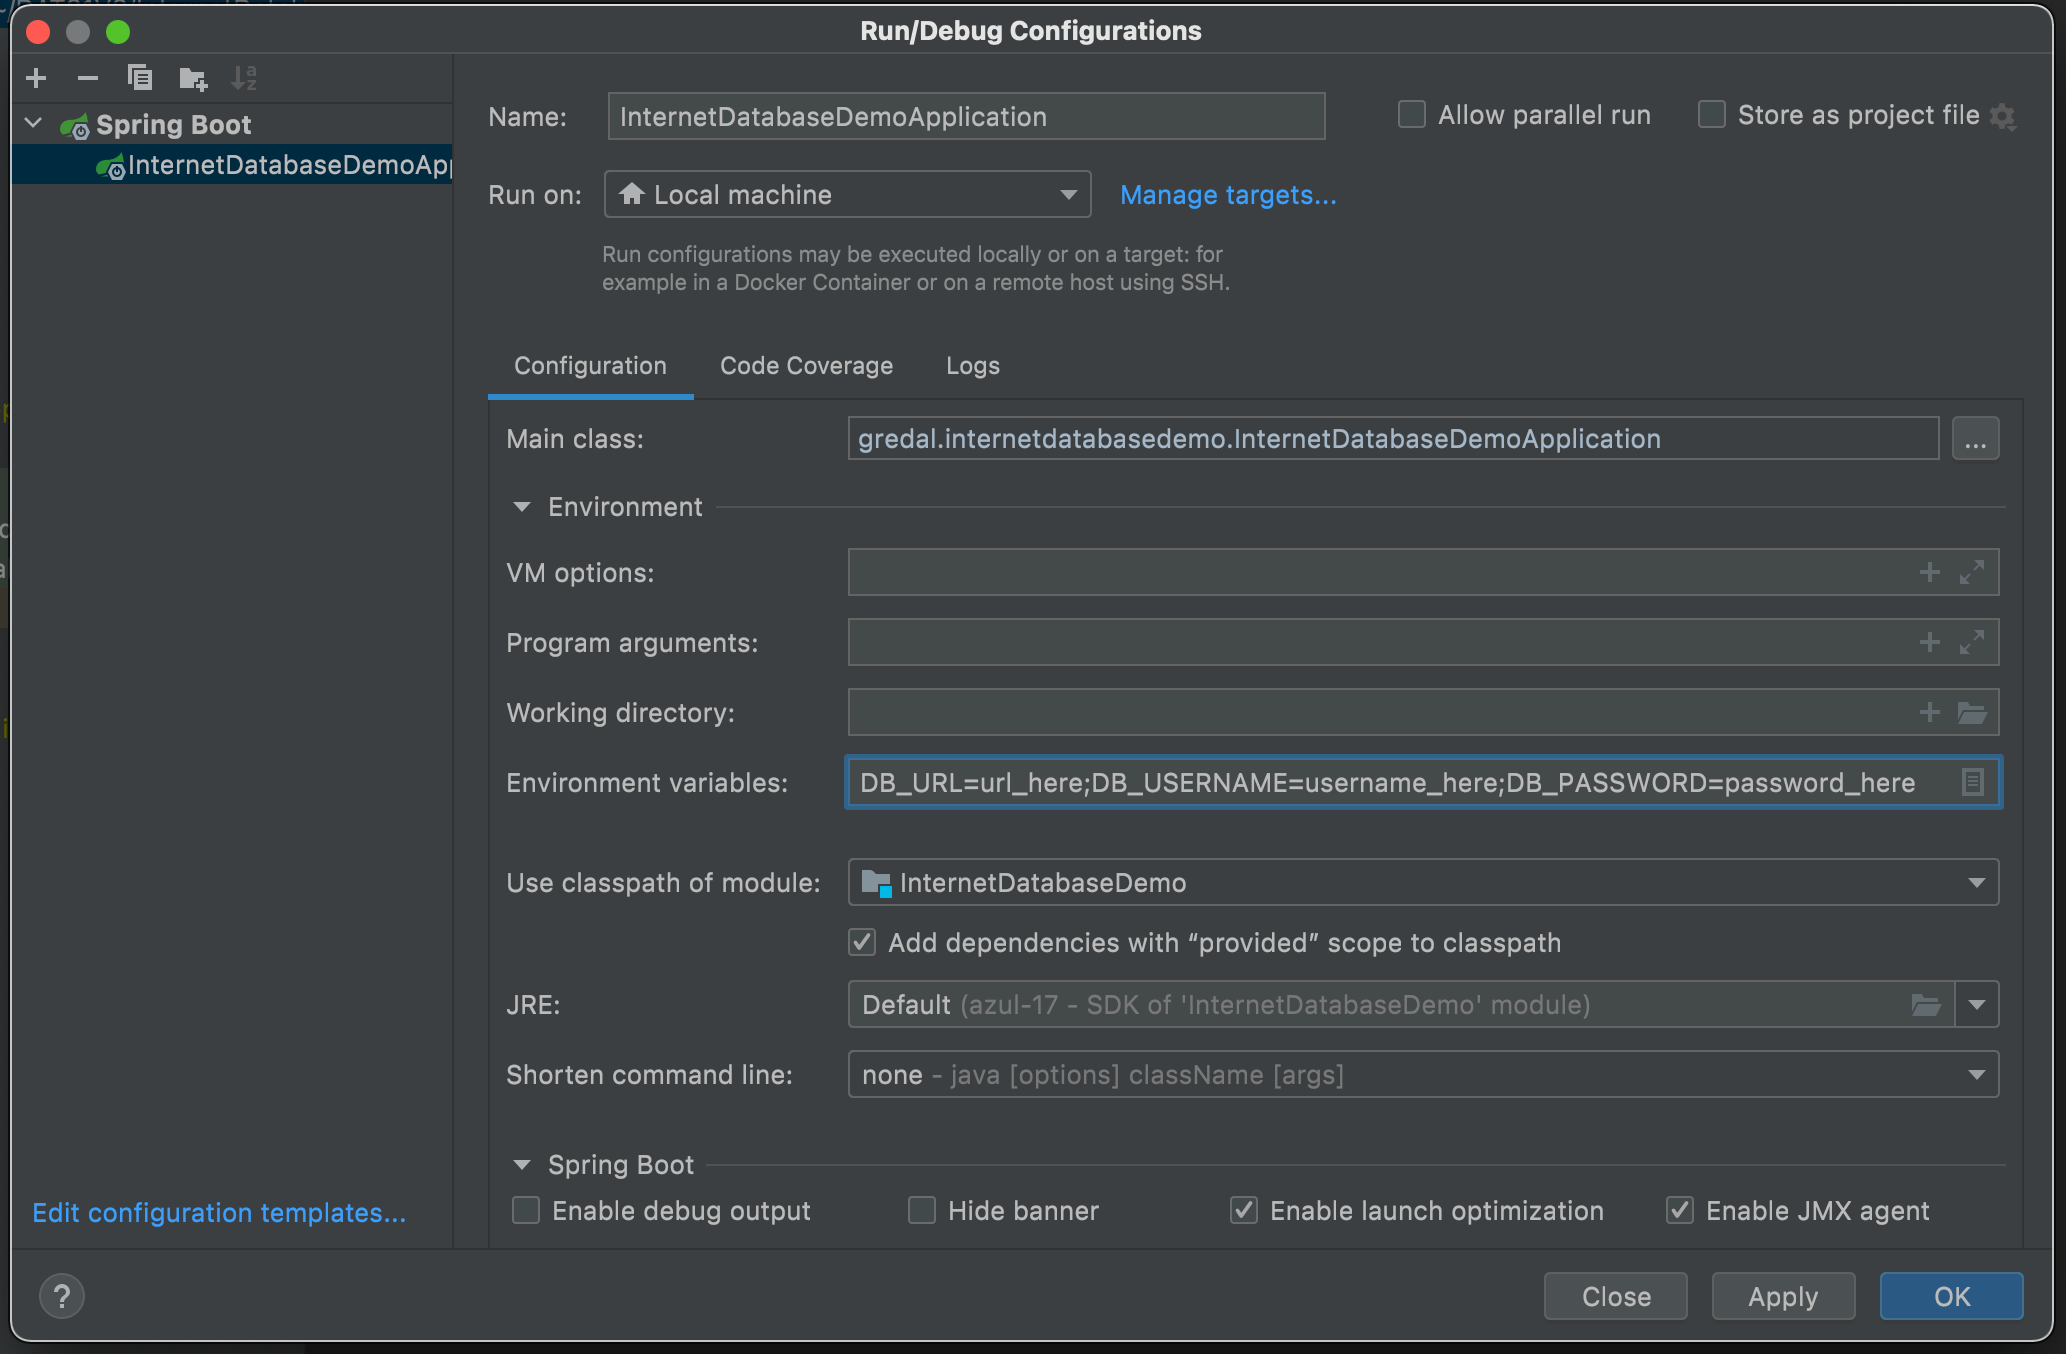 Run/Debug Configurations
Spring Boot
InternetDatabaseDemoApp
Name: InternetDatabaseDemoApplication
Allow parallel run
Store as project file
Run on: Local machine
Manage targets...
Run configurations may be executed locally or on a target: for
example in a Docker Container or on a remote host using SSH.
Configuration Code Coverage Logs
Main class: gredal.internetdatabasedemo.InternetDatabaseDemoApplication ...
Environment
VM options:
Program arguments:
Working directory:
Environment variables: DB_URL=url_here;DB_USERNAME=username_here;DB_PASSWORD=password_here
Use classpath of module: InternetDatabaseDemo
Add dependencies with “provided” scope to classpath
JRE: Default (azul-17 - SDK of 'InternetDatabaseDemo' module)
Shorten command line: none - java [options] className [args]
Spring Boot
Enable debug output Hide banner Enable launch optimization Enable JMX agent
Edit configuration templates...
? Close Apply OK